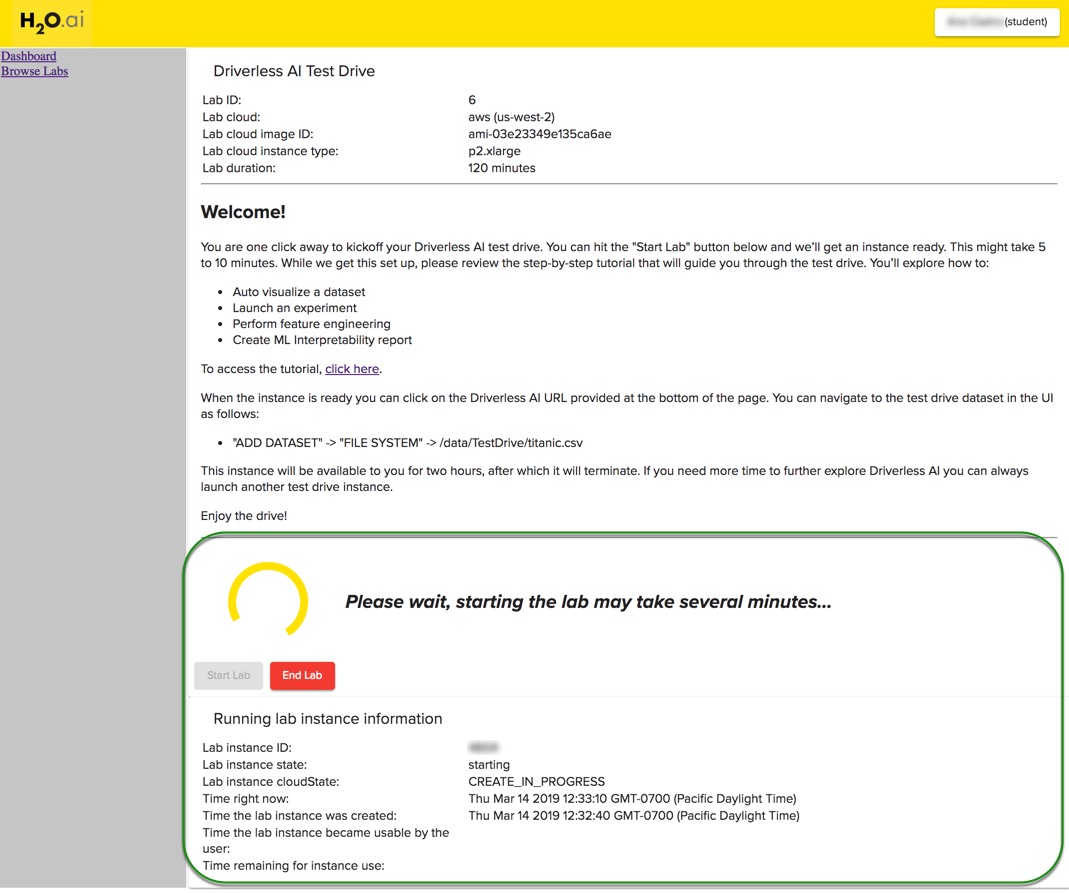 H2O.ai
(student)
Dashboard
Browse Labs
Driverless AI Test Drive
Lab ID: 6
Lab cloud: aws (us-west-2)
Lab cloud image ID: ami-03e23349e135ca6ae
Lab cloud instance type: p2.xlarge
Lab duration: 120 minutes
Welcome!
You are one click away to kickoff your Driverless AI test drive. You can hit the "Start Lab" button below and we'll get an instance ready. This might take 5
to 10 minutes. While we get this set up, please review the step-by-step tutorial that will guide you through the test drive. You'll explore how to:
• Auto visualize a dataset
• Launch an experiment
• Perform feature engineering
• Create ML Interpretability report
To access the tutorial, click here.
When the instance is ready you can click on the Driverless AI URL provided at the bottom of the page. You can navigate to the test drive dataset in the UI
as follows:
• "ADD DATASET" -> "FILE SYSTEM" -> /data/TestDrive/titanic.csv
This instance will be available to you for two hours, after which it will terminate. If you need more time to further explore Driverless AI you can always
launch another test drive instance.
Enjoy the drive!
Please wait, starting the lab may take several minutes...
Start Lab End Lab
Running lab instance information
Lab instance ID:
Lab instance state: starting
Lab instance cloudState: CREATE_IN_PROGRESS
Time right now: Thu Mar 14 2019 12:33:10 GMT-0700 (Pacific Daylight Time)
Time the lab instance was created: Thu Mar 14 2019 12:32:40 GMT-0700 (Pacific Daylight Time)
Time the lab instance became usable by the
user:
Time remaining for instance use: